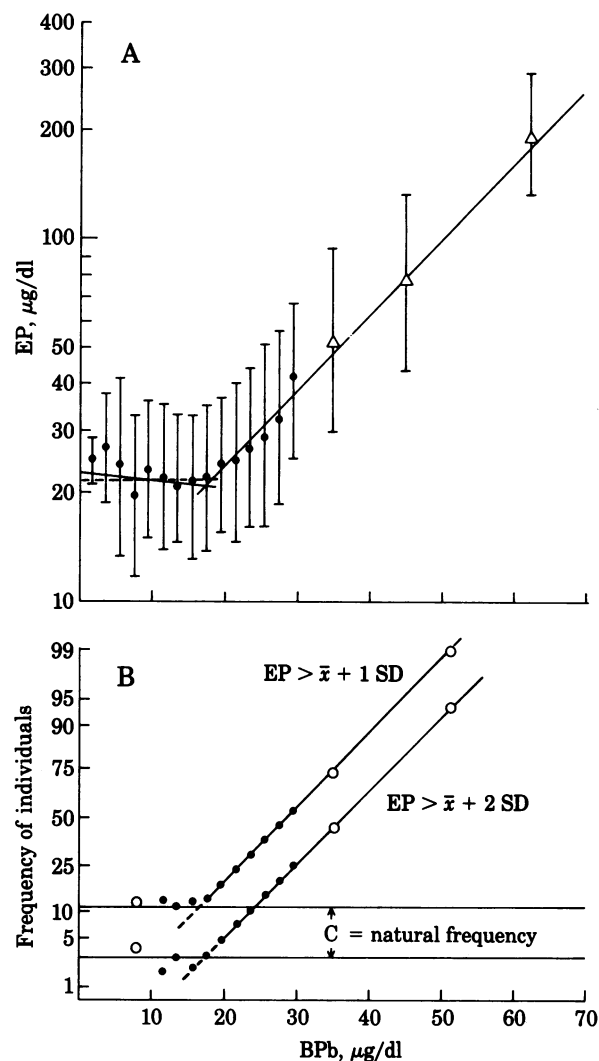 A
400
300
200
100
50
40
30
20
10
EP, μg/dl
B
99
95
90
75
50
25
10
5
1
Frequency of individuals
EP > x̄ + 1 SD
EP > x̄ + 2 SD
C = natural frequency
10 20 30 40 50 60 70
BPb, μg/dl